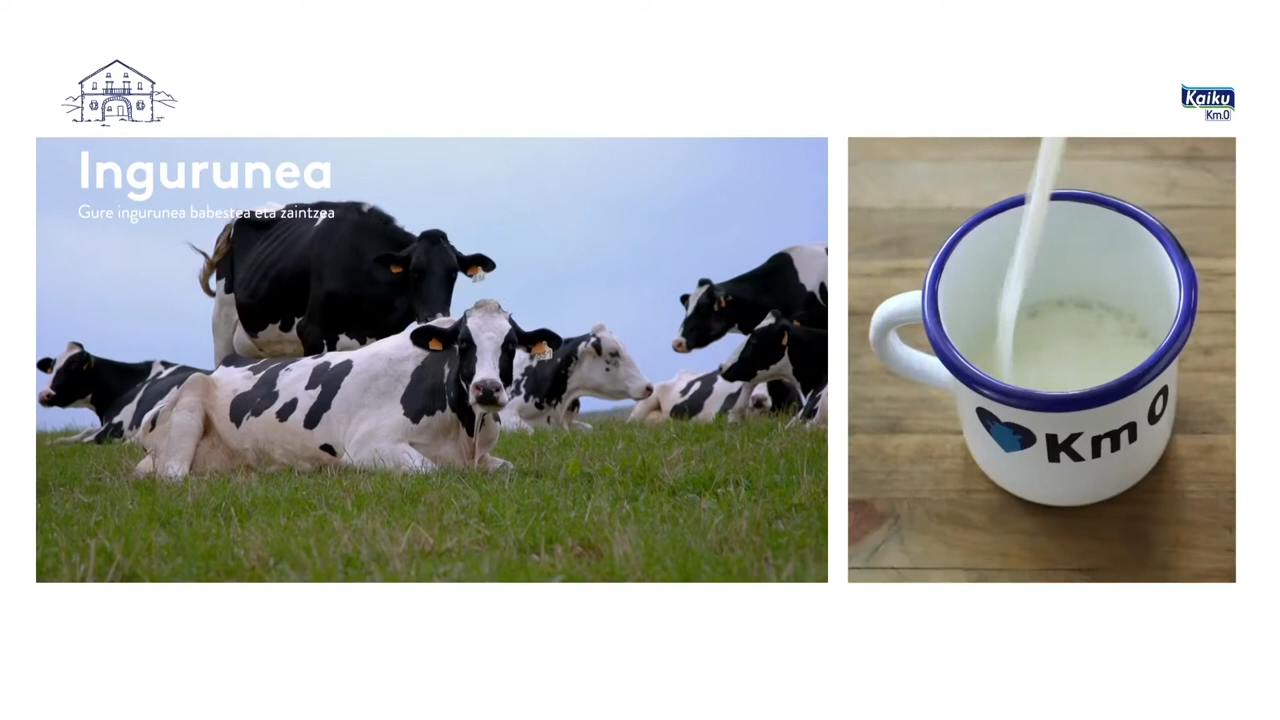 Kaiku
Km.0
Ingurunea
Gure ingurunea babestea eta zaintzea
Km 0